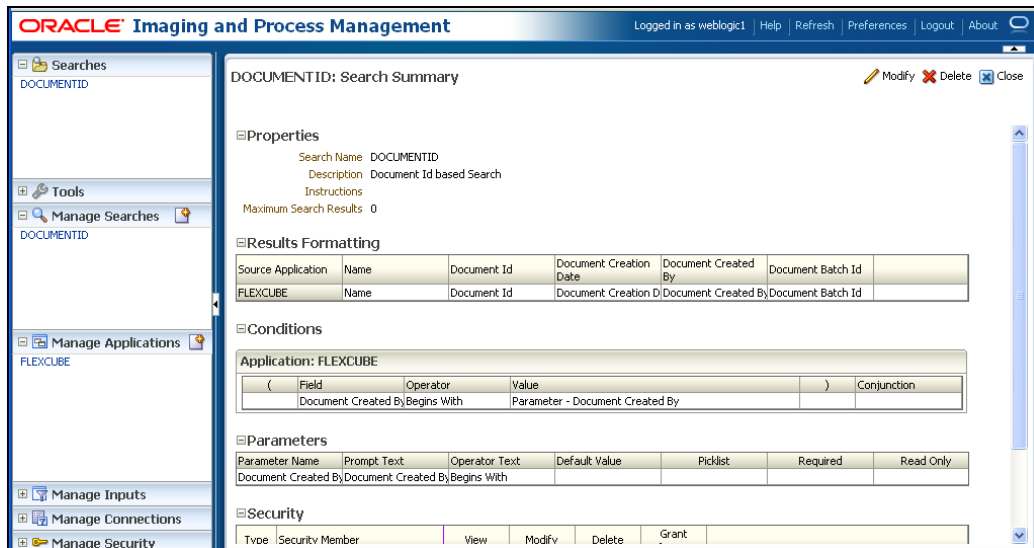 ORACLE Imaging and Process Management
Logged in as weblogic1 | Help | Refresh | Preferences | Logout | About
Searches
DOCUMENTID
Tools
Manage Searches
DOCUMENTID
Manage Applications
FLEXCUBE
Manage Inputs
Manage Connections
Manage Security
DOCUMENTID: Search Summary
Modify Delete Close
Properties
Search Name DOCUMENTID
Description Document Id based Search
Instructions
Maximum Search Results 0
Results Formatting
Source Application Name Document Id Document Creation Date Document Created By Document Batch Id
FLEXCUBE Name Document Id Document Creation D Document Created By Document Batch Id
Conditions
Application: FLEXCUBE
( Field Operator Value ) Conjunction
Document Created By Begins With Parameter - Document Created By
Parameters
Parameter Name Prompt Text Operator Text Default Value Picklist Required Read Only
Document Created By Document Created By Begins With
Security
Type Security Member View Modify Delete Grant